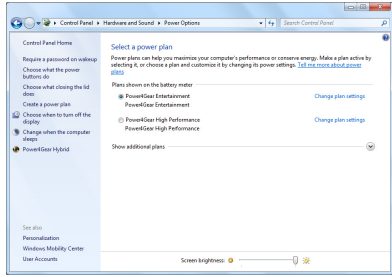 Control Panel ▸ Hardware and Sound ▸ Power Options
Search Control Panel
Control Panel Home
Require a password on wakeup
Choose what the power
buttons do
Choose what closing the lid
does
Create a power plan
Choose when to turn off the
display
Change when the computer
sleeps
Power4Gear Hybrid
Select a power plan
Power plans can help you maximize your computer's performance or conserve energy. Make a plan active by
selecting it, or choose a plan and customize it by changing its power settings. Tell me more about power
plans
Plans shown on the battery meter
Power4Gear Entertainment
Change plan settings
Power4Gear Entertainment
Power4Gear High Performance
Change plan settings
Power4Gear High Performance
Show additional plans
See also
Personalization
Windows Mobility Center
User Accounts
Screen brightness: